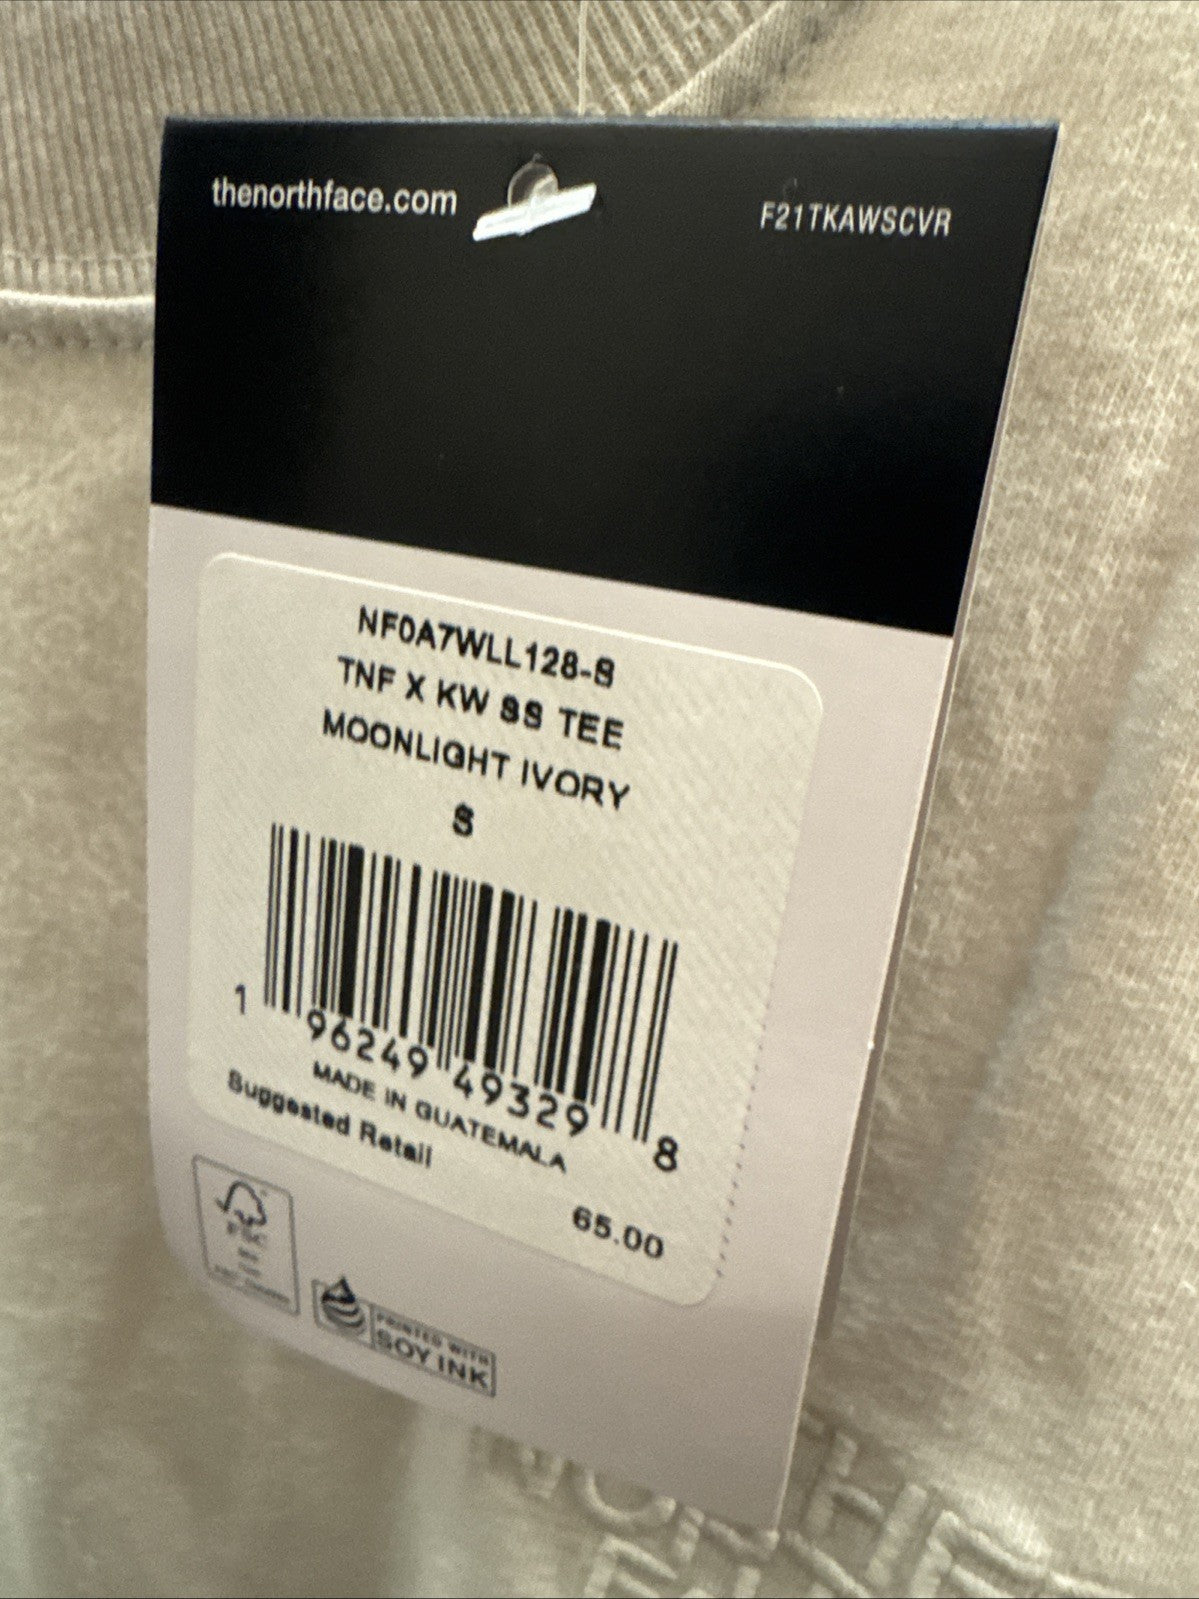 thenorthface.com
F21TKAWSCVR
NF0A7WLL128-S
TNF X KW SS TEE
MOONLIGHT IVORY
S
1 96249 49329 8
MADE IN GUATEMALA
Suggested Retail
65.00
PRINTED WITH
SOY INK